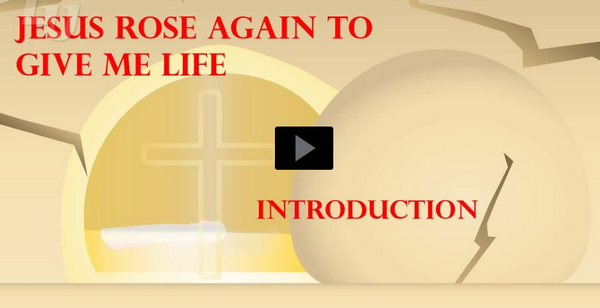 JESUS ROSE AGAIN TO
GIVE ME LIFE
INTRODUCTION